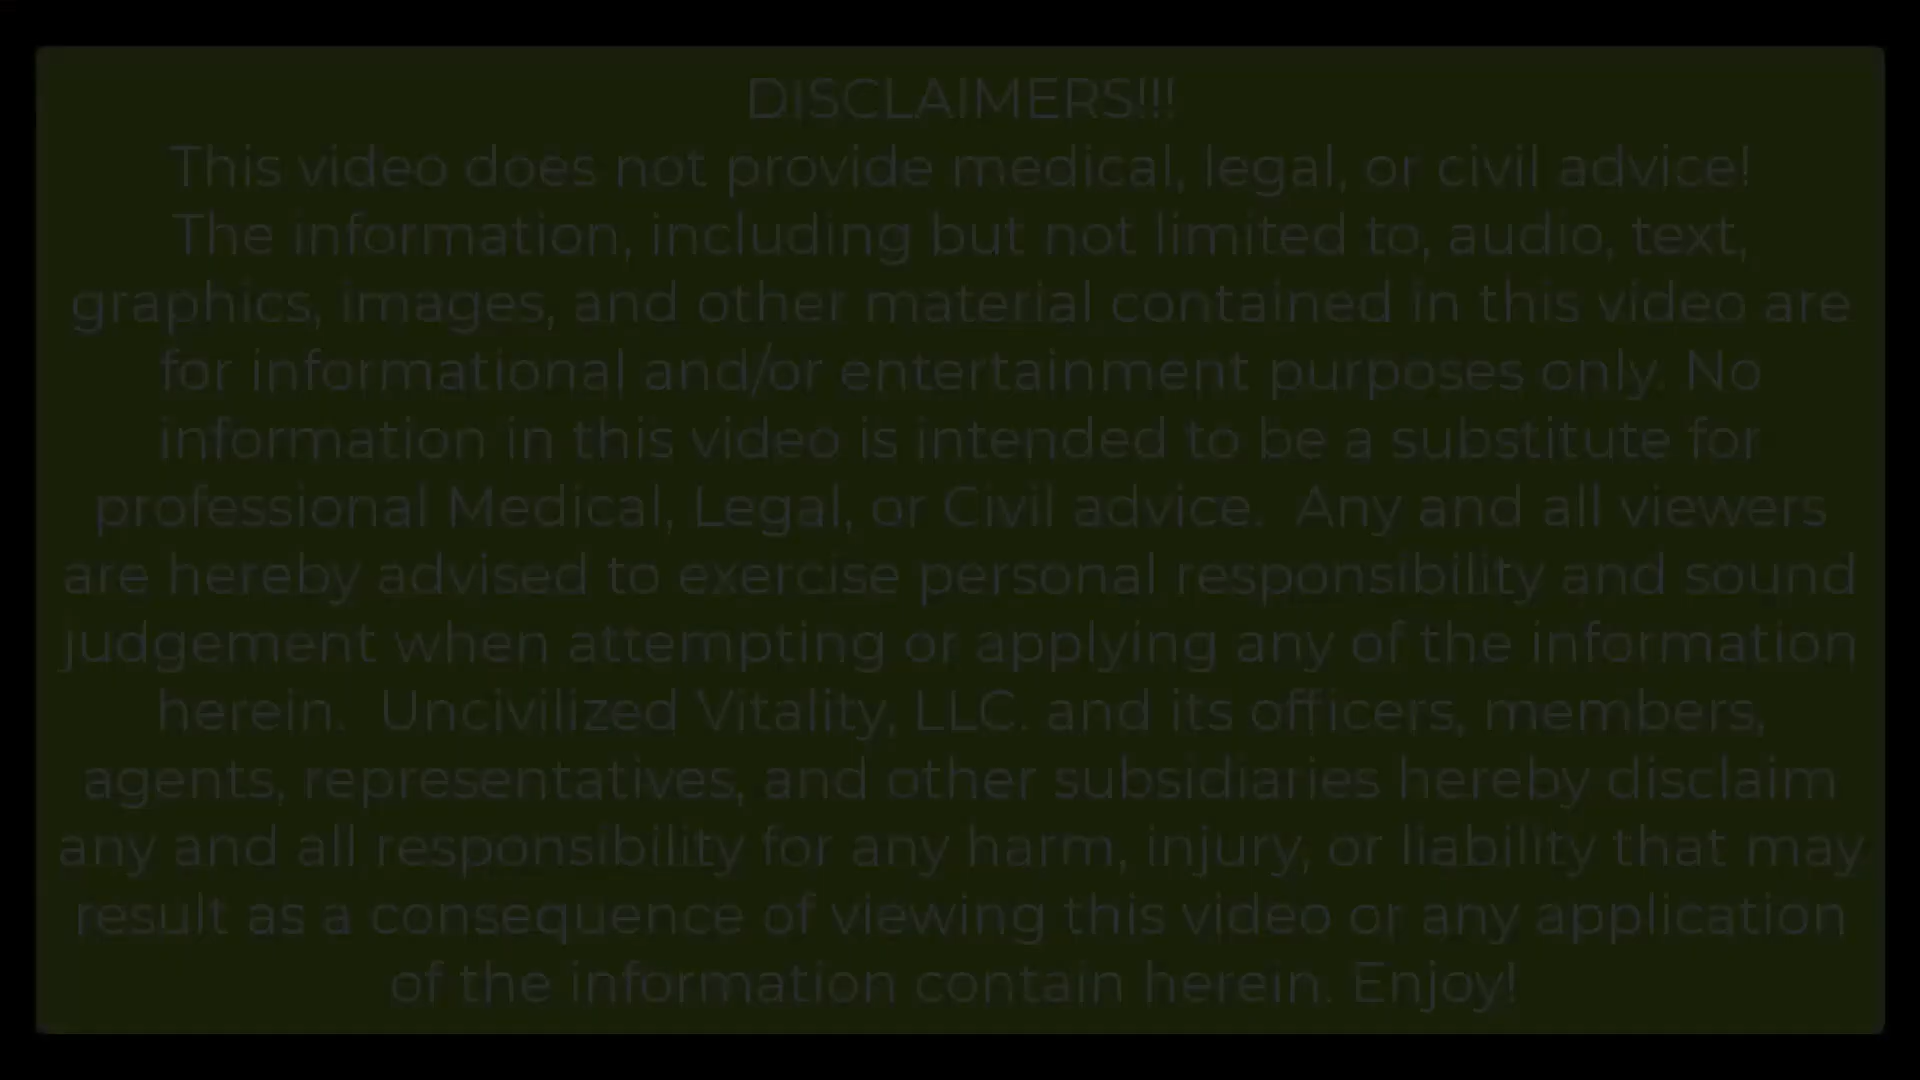 DISCLAIMERS!!!
This video does not provide medical, legal, or civil advice!
The information, including but not limited to, audio, text,
graphics, images, and other material contained in this video are
for informational and/or entertainment purposes only. No
information in this video is intended to be a substitute for
professional Medical, Legal, or Civil advice.  Any and all viewers
are hereby advised to exercise personal responsibility and sound
judgement when attempting or applying any of the information
herein.  Uncivilized Vitality, LLC. and its officers, members,
agents, representatives, and other subsidiaries hereby disclaim
any and all responsibility for any harm, injury, or liability that may
result as a consequence of viewing this video or any application
of the information contain herein. Enjoy!